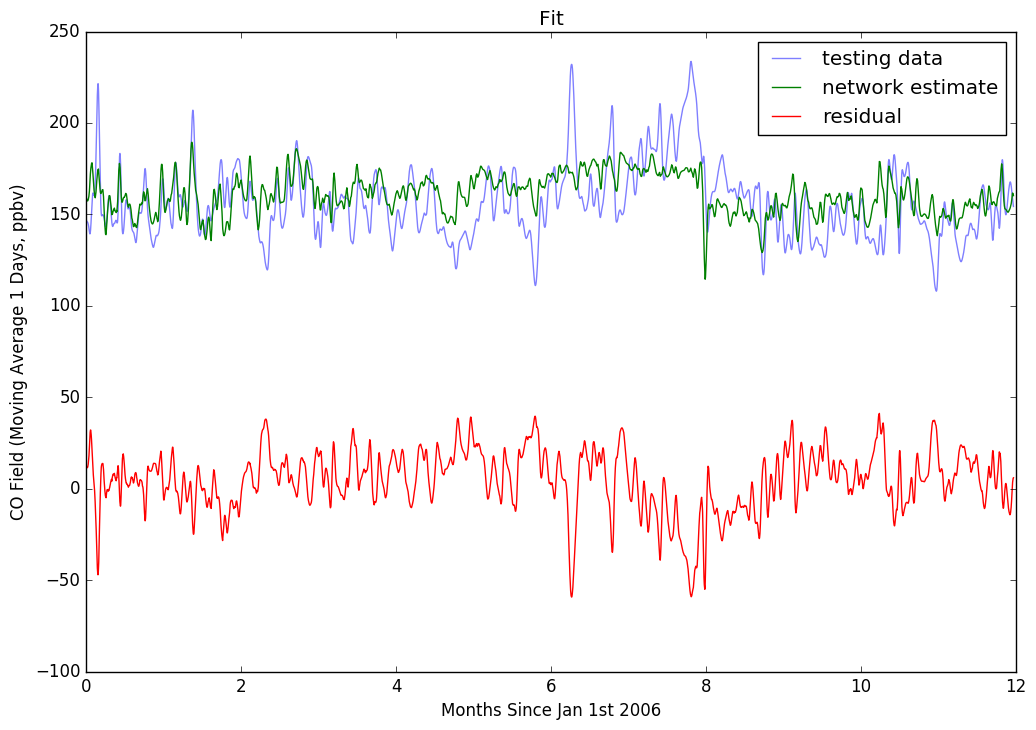 Fit
250
200
150
100
50
0
−50
−100
CO Field (Moving Average 1 Days, ppbv)
testing data
network estimate
residual
0 2 4 6 8 10 12
Months Since Jan 1st 2006